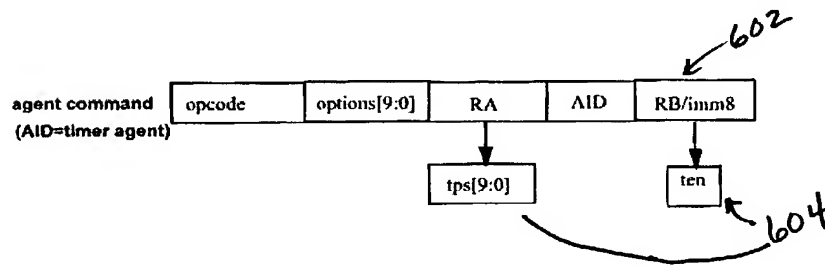 602
agent command
(AID=timer agent)
opcode
options[9:0]
RA
AID
RB/imm8
tps[9:0]
ten
604